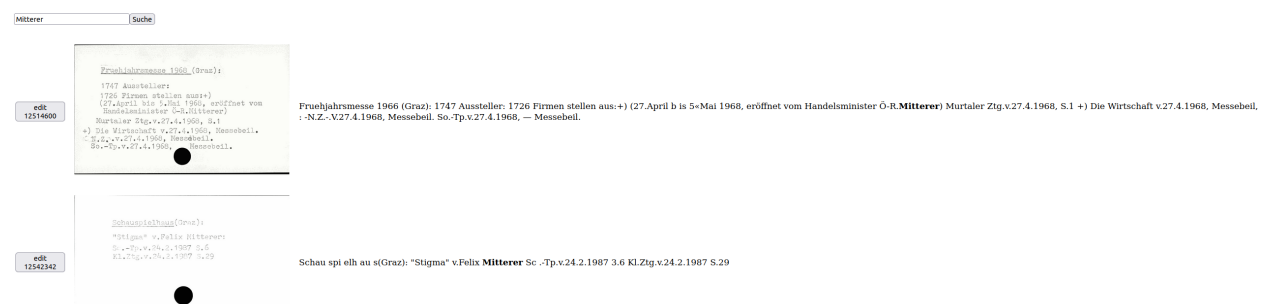 Mitterer Suche
Fruehjahrsmesse 1968 (Graz):
1747 Aussteller:
1726 Firmen stellen aus:+)
(27.April bis 5.Mai 1968, eröffnet vom
Handelsminister Ö-R.Mitterer)
Murtaler Ztg.v.27.4.1968, S.1
+) Die Wirtschaft v.27.4.1968, Messebeil.
N.Z..v.27.4.1968, Messebeil.
So.-Tp.v.27.4.1968, Messebeil.
edit
12514600
Fruehjahrsmesse 1966 (Graz): 1747 Aussteller: 1726 Firmen stellen aus:+) (27.April b is 5«Mai 1968, eröffnet vom Handelsminister Ö-R.Mitterer) Murtaler Ztg.v.27.4.1968, S.1 +) Die Wirtschaft v.27.4.1968, Messebeil,
: -N.Z.-.V.27.4.1968, Messebeil. So.-Tp.v.27.4.1968, — Messebeil.
Schauspielhaus(Graz):
"Stigma" v.Felix Mitterer:
So.-Tp.v.24.2.1987 S.6
Kl.Ztg.v.24.2.1987 S.29
edit
12542342
Schau spi elh au s(Graz): "Stigma" v.Felix Mitterer Sc .-Tp.v.24.2.1987 3.6 Kl.Ztg.v.24.2.1987 S.29